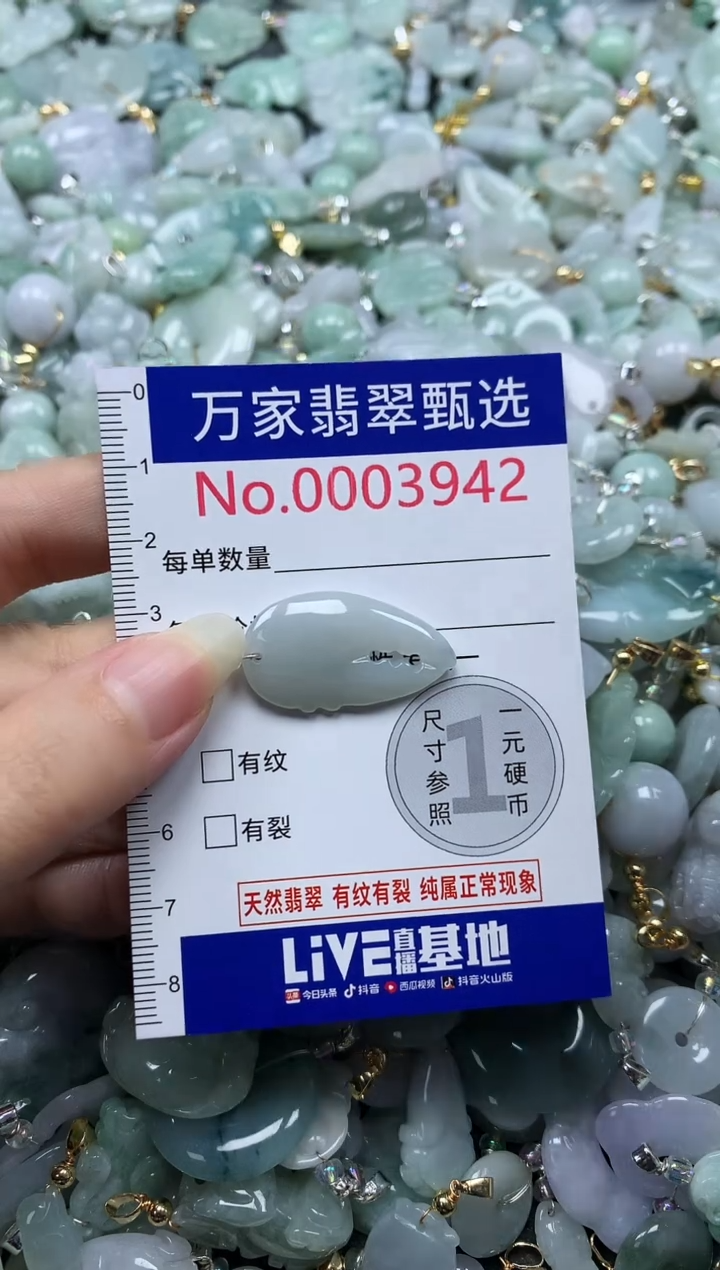 0
万家翡翠甄选
1
No.0003942
2
每单数量
3
有纹
尺寸参照
1
一元硬币
6
有裂
天然翡翠 有纹有裂 纯属正常现象
7
LiVE直播基地
8
头条 今日头条 抖音 西瓜视频 抖音火山版